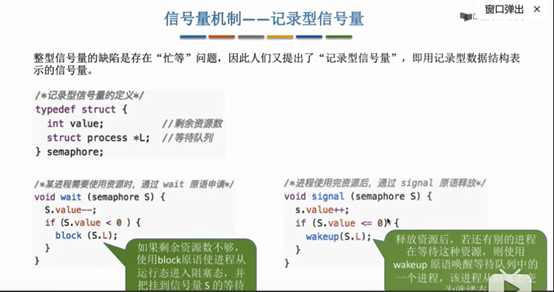 信号量机制——记录型信号量
窗口弹出 ×
整型信号量的缺陷是存在“忙等”问题，因此人们又提出了“记录型信号量”，即用记录型数据结构表
示的信号量。
/*记录型信号量的定义*/
typedef struct {
int value; //剩余资源数
struct process *L; //等待队列
} semaphore;
/*某进程需要使用资源时，通过 wait 原语申请*/
void wait (semaphore S) {
S.value--;
if (S.value < 0 ) {
block (S.L);
}
如果剩余资源数不够，
使用block原语使进程从
运行态进入阻塞态，并
把挂到信号量 S 的等待
/*进程使用完资源后，通过 signal 原语释放*/
void signal (semaphore S) {
s.value++;
if (S.value <= 0) {
wakeup(S.L);
}
释放资源后，若还有别的进程
在等待这种资源，则使用
wakeup 原语唤醒等待队列中的
一个进程，该进程从